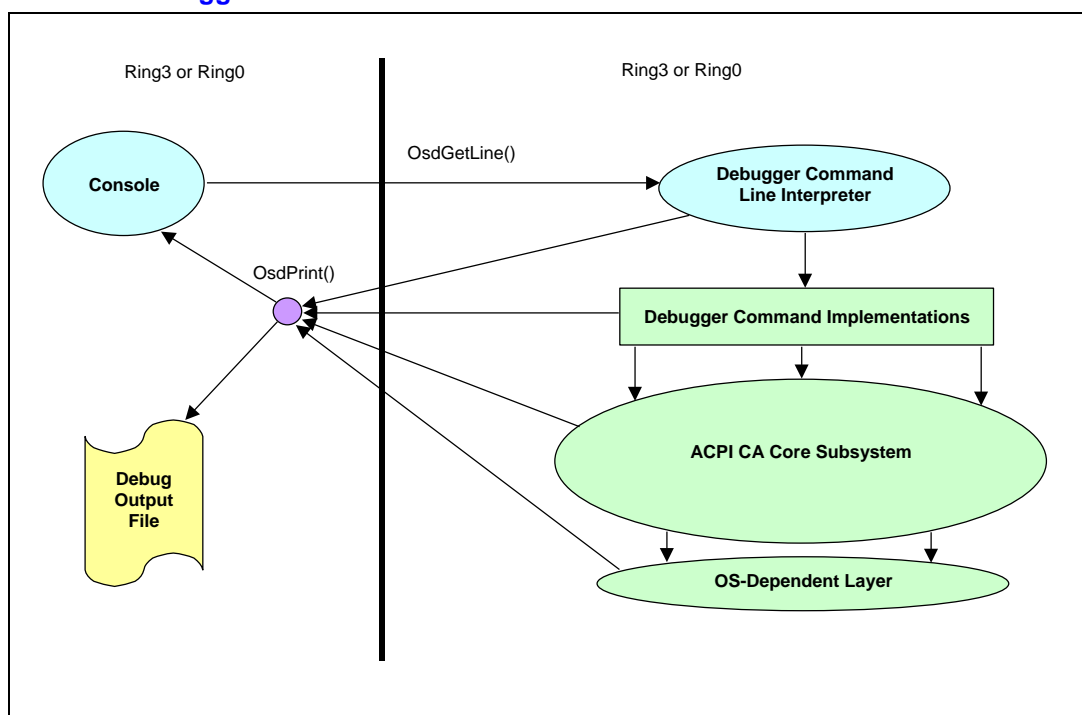 Ring3 or Ring0
Ring3 or Ring0
OsdGetLine()
Console
Debugger Command
Line Interpreter
OsdPrint()
Debugger Command Implementations
ACPI CA Core Subsystem
Debug
Output
File
OS-Dependent Layer